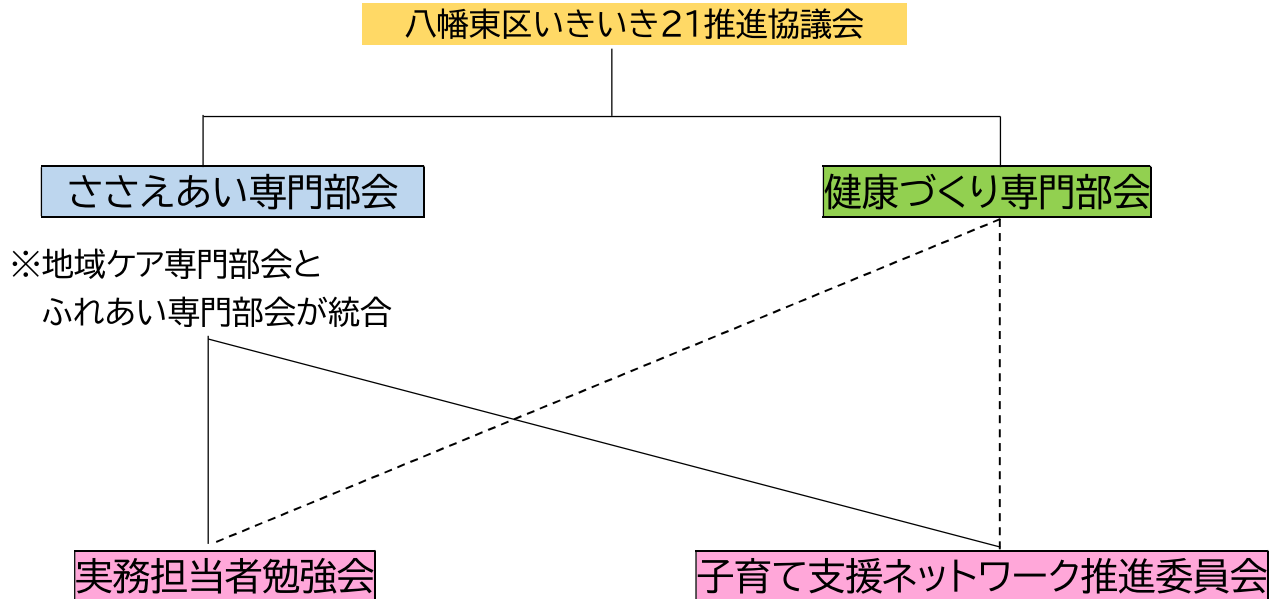 八幡東区いきいき21推進協議会
ささえあい専門部会
健康づくり専門部会
※地域ケア専門部会と
ふれあい専門部会が統合
実務担当者勉強会
子育て支援ネットワーク推進委員会